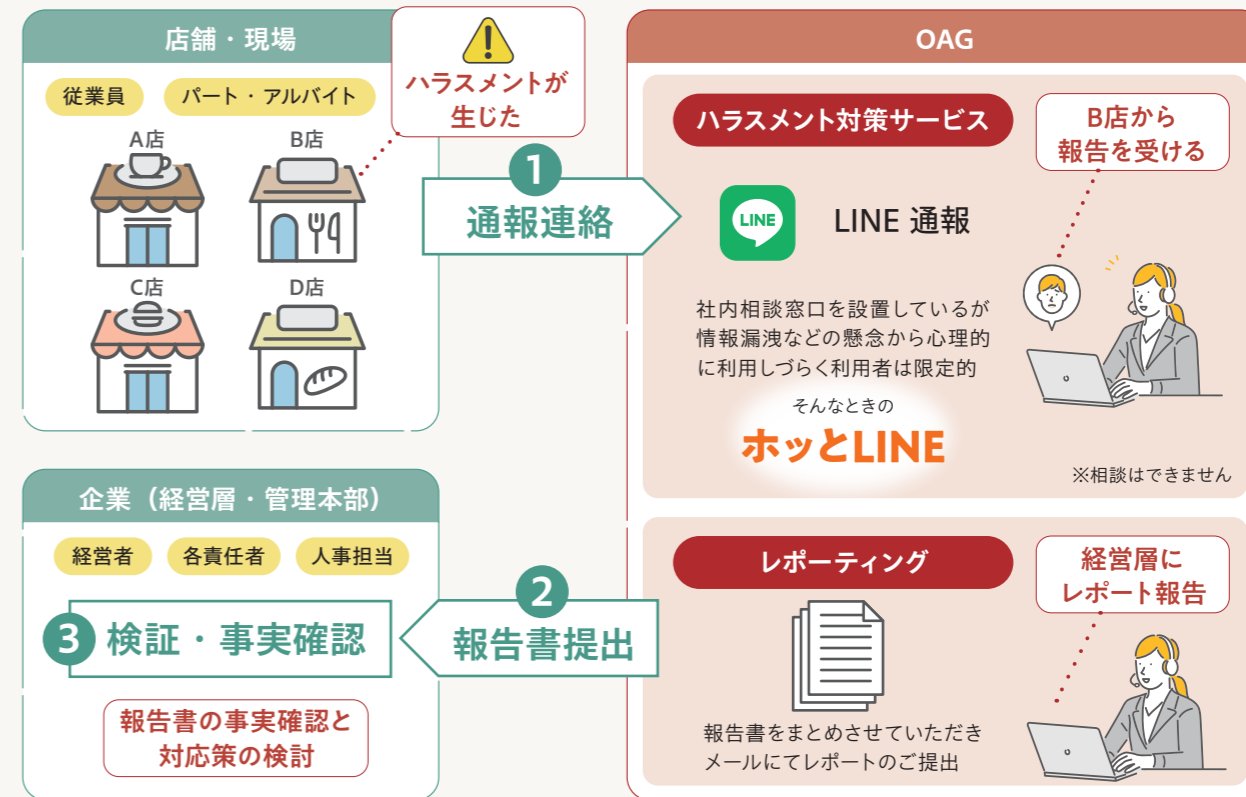 店舗・現場
従業員
パート・アルバイト
ハラスメントが
生じた
A店
B店
C店
D店
1
通報連絡
OAG
ハラスメント対策サービス
B店から
報告を受ける
LINE
LINE 通報
社内相談窓口を設置しているが
情報漏洩などの懸念から心理的
に利用しづらく利用者は限定的
そんなときの
ホッとLINE
※相談はできません
レポーティング
経営層に
レポート報告
報告書をまとめさせていただき
メールにてレポートのご提出
2
報告書提出
企業（経営層・管理本部）
経営者
各責任者
人事担当
3 検証・事実確認
報告書の事実確認と
対応策の検討